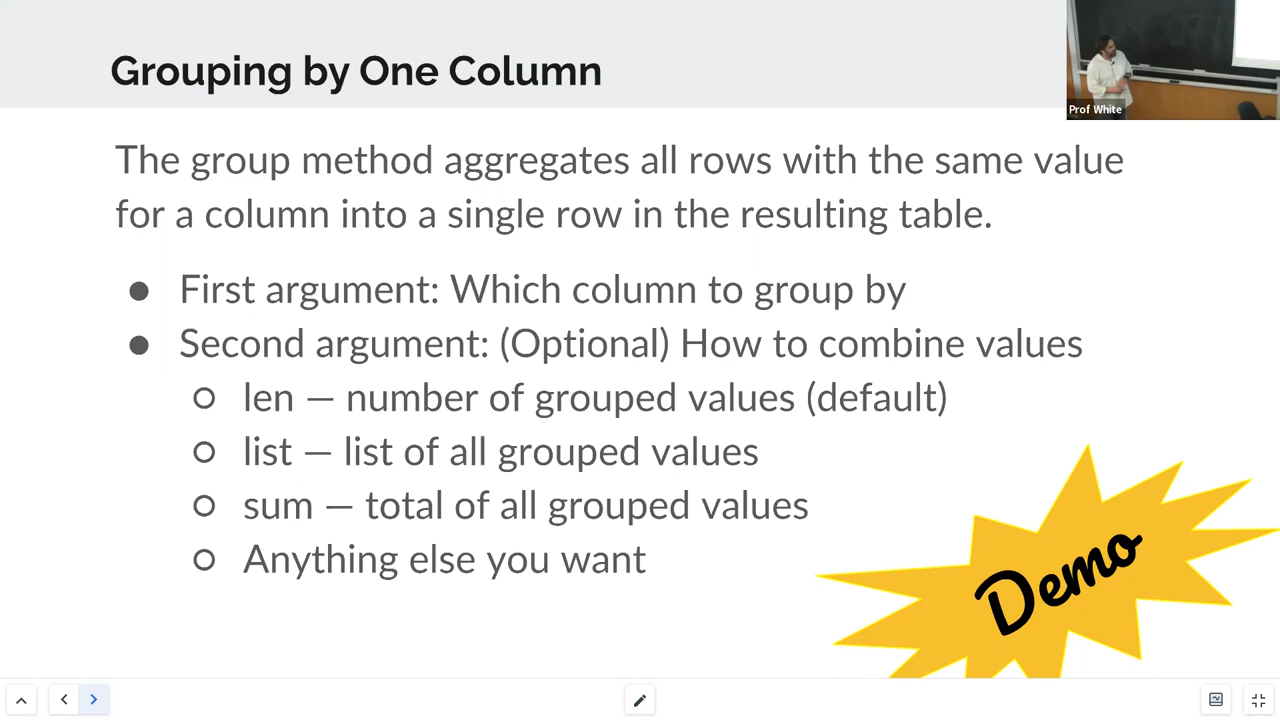 Grouping by One Column
Prof White
The group method aggregates all rows with the same value
for a column into a single row in the resulting table.
● First argument: Which column to group by
● Second argument: (Optional) How to combine values
○ len — number of grouped values (default)
○ list — list of all grouped values
○ sum — total of all grouped values
○ Anything else you want
Demo